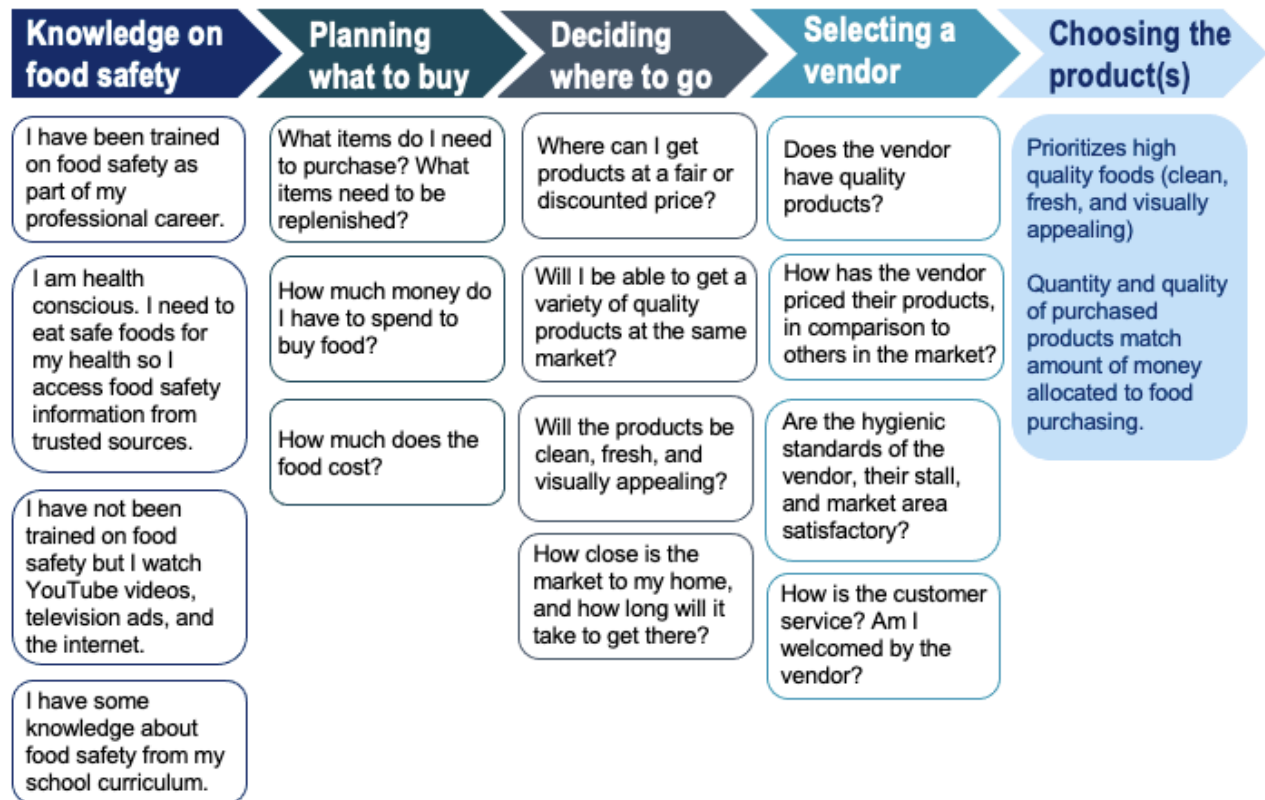 Knowledge on
food safety
Planning
what to buy
Deciding
where to go
Selecting a
vendor
Choosing the
product(s)
I have been trained
on food safety as
part of my
professional career.
I am health
conscious. I need to
eat safe foods for
my health so I
access food safety
information from
trusted sources.
I have not been
trained on food
safety but I watch
YouTube videos,
television ads, and
the internet.
I have some
knowledge about
food safety from my
school curriculum.
What items do I need
to purchase? What
items need to be
replenished?
How much money do
I have to spend to
buy food?
How much does the
food cost?
Where can I get
products at a fair or
discounted price?
Will I be able to get a
variety of quality
products at the same
market?
Will the products be
clean, fresh, and
visually appealing?
How close is the
market to my home,
and how long will it
take to get there?
Does the vendor
have quality
products?
How has the vendor
priced their products,
in comparison to
others in the market?
Are the hygienic
standards of the
vendor, their stall,
and market area
satisfactory?
How is the customer
service? Am I
welcomed by the
vendor?
Prioritizes high
quality foods (clean,
fresh, and visually
appealing)
Quantity and quality
of purchased
products match
amount of money
allocated to food
purchasing.